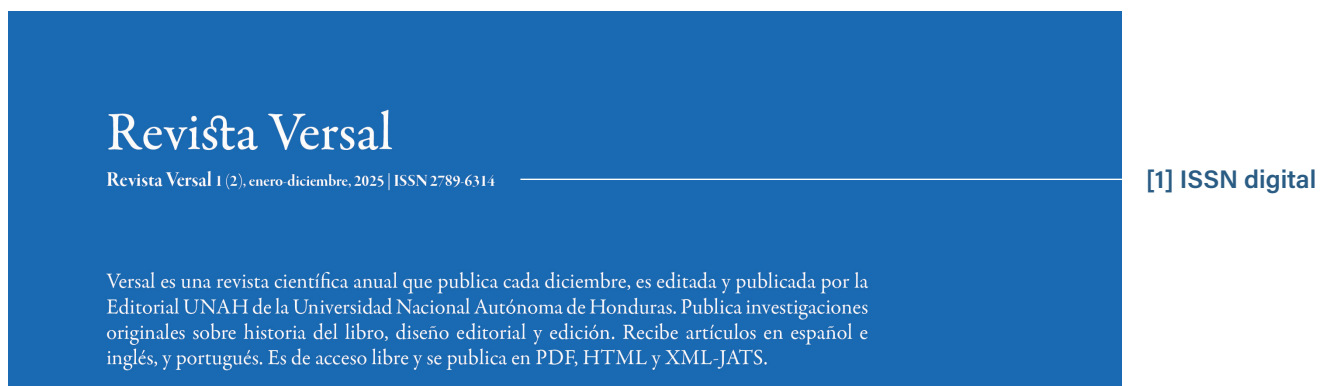 Revista Versal
Revista Versal 1 (2), enero-diciembre, 2025 | ISSN 2789-6314
[1] ISSN digital
Versal es una revista científica anual que publica cada diciembre, es editada y publicada por la
Editorial UNAH de la Universidad Nacional Autónoma de Honduras. Publica investigaciones
originales sobre historia del libro, diseño editorial y edición. Recibe artículos en español e
inglés, y portugués. Es de acceso libre y se publica en PDF, HTML y XML-JATS.